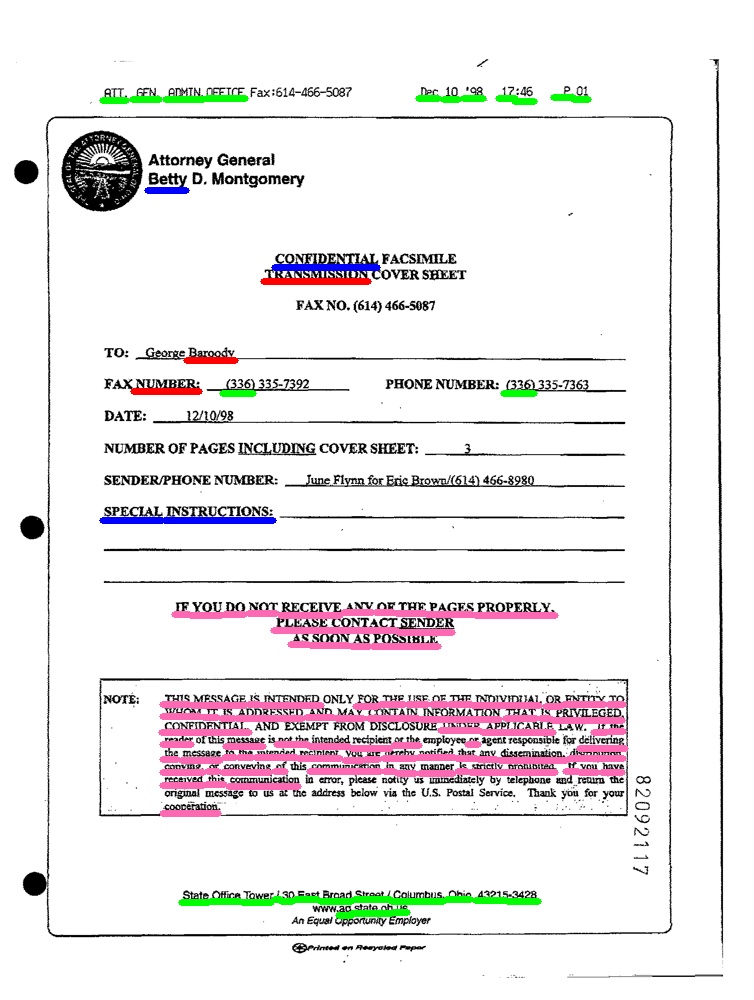 ATT. GEN. ADMIN.OFFICE Fax:614-466-5087 Dec 10 '98 17:46 P.01
Attorney General
Betty D. Montgomery
CONFIDENTIAL FACSIMILE
TRANSMISSION COVER SHEET
FAX NO. (614) 466-5087
TO: George Baroody
FAX NUMBER: (336) 335-7392 PHONE NUMBER: (336) 335-7363
DATE: 12/10/98
NUMBER OF PAGES INCLUDING COVER SHEET: 3
SENDER/PHONE NUMBER: June Flynn for Eric Brown/(614) 466-8980
SPECIAL INSTRUCTIONS:
IF YOU DO NOT RECEIVE ANY OF THE PAGES PROPERLY,
PLEASE CONTACT SENDER
AS SOON AS POSSIBLE
NOTE: THIS MESSAGE IS INTENDED ONLY FOR THE USE OF THE INDIVIDUAL OR ENTITY TO
WHOM IT IS ADDRESSED AND MAY CONTAIN INFORMATION THAT IS PRIVILEGED,
CONFIDENTIAL, AND EXEMPT FROM DISCLOSURE UNDER APPLICABLE LAW. If the
reader of this message is not the intended recipient or the employee or agent responsible for delivering
the message to the intended recipient, you are hereby notified that any dissemination, distribution,
copying, or conveying of this communication in any manner is strictly prohibited. If you have
received this communication in error, please notify us immediately by telephone and return the
original message to us at the address below via the U.S. Postal Service. Thank you for your
cooperation.
82092117
State Office Tower / 30 East Broad Street / Columbus, Ohio 43215-3428
www.ag.state.oh.us
An Equal Opportunity Employer
Printed on Recycled Paper